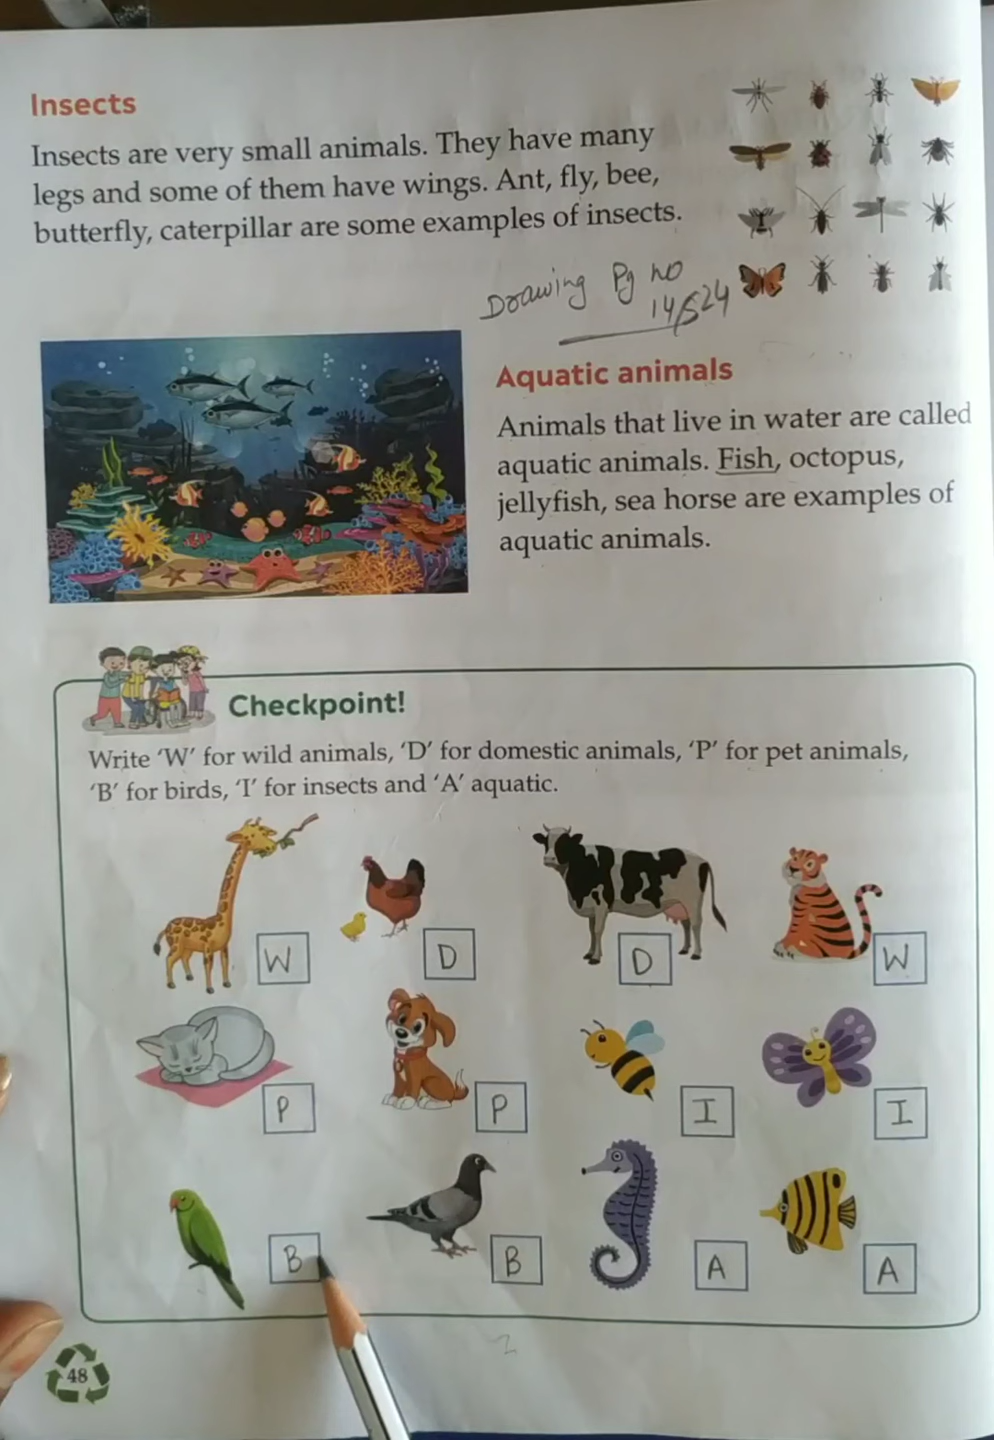 Insects
Insects are very small animals. They have many
legs and some of them have wings. Ant, fly, bee,
butterfly, caterpillar are some examples of insects.
Drawing Pg no
14/524
Aquatic animals
Animals that live in water are called
aquatic animals. Fish, octopus,
jellyfish, sea horse are examples of
aquatic animals.
Checkpoint!
Write ‘W’ for wild animals, ‘D’ for domestic animals, ‘P’ for pet animals,
‘B’ for birds, ‘I’ for insects and ‘A’ aquatic.
W D D W
P P I I
B B A A
48